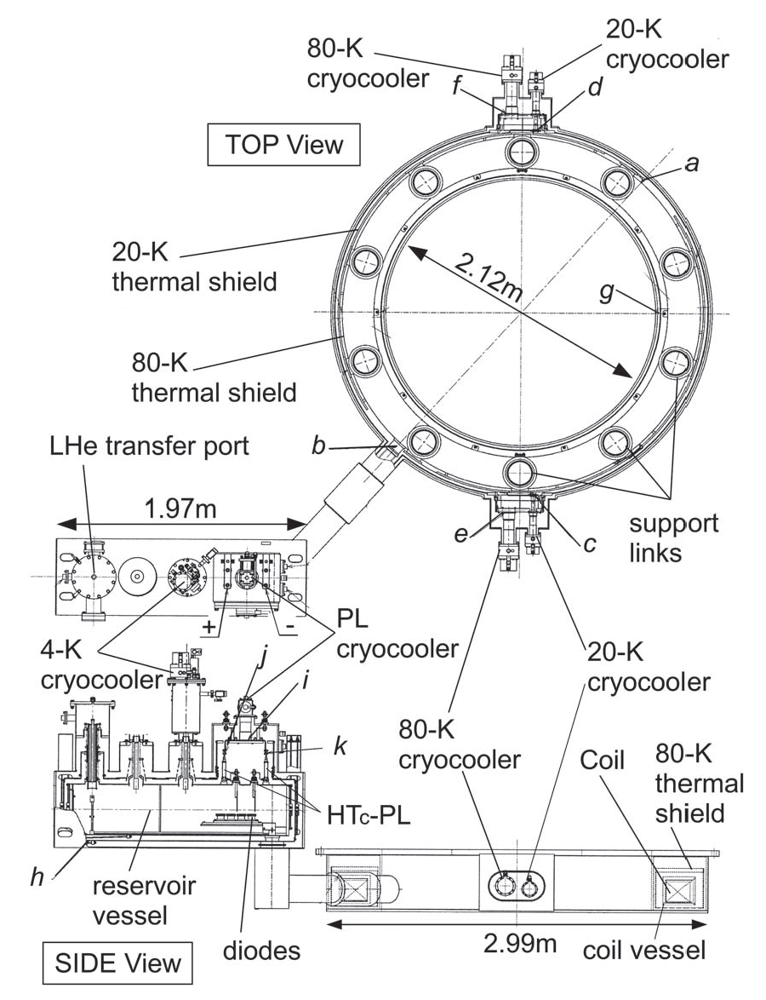 80-K
cryocooler
20-K
cryocooler
f
d
TOP View
a
20-K
thermal shield
2.12m
g
80-K
thermal shield
LHe transfer port
b
1.97m
e
c
support
links
+
-
PL
cryocooler
4-K
cryocooler
j
i
20-K
cryocooler
k
80-K
cryocooler
Coil
80-K
thermal
shield
HTc-PL
h
reservoir
vessel
diodes
2.99m
coil vessel
SIDE View